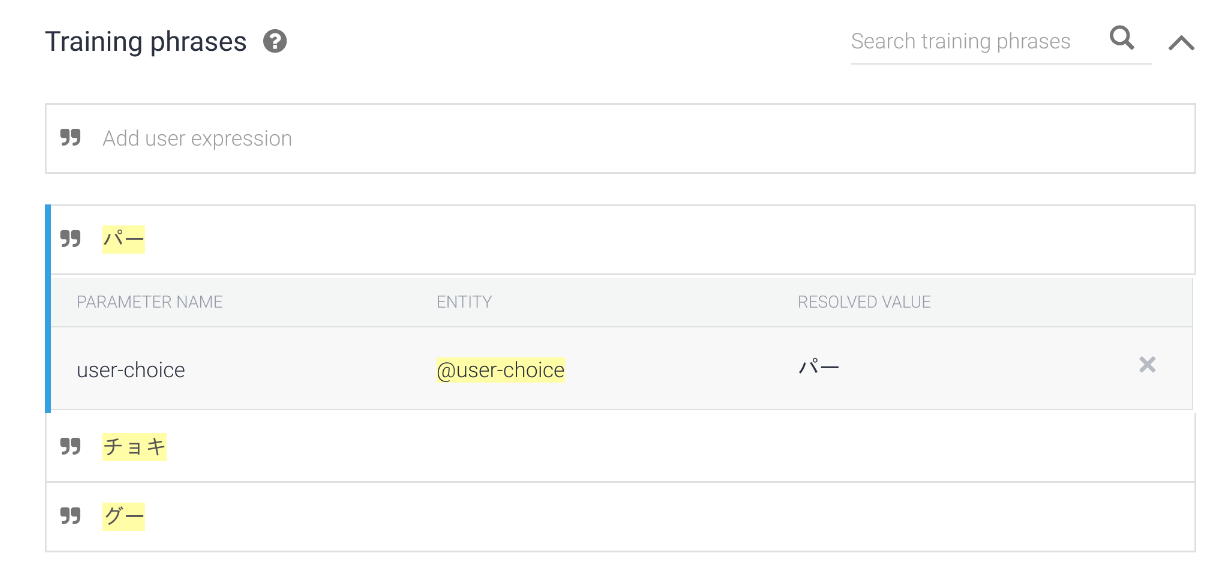 Training phrases
Search training phrases
Add user expression
パー
PARAMETER NAME ENTITY RESOLVED VALUE
user-choice @user-choice パー
チョキ
グー